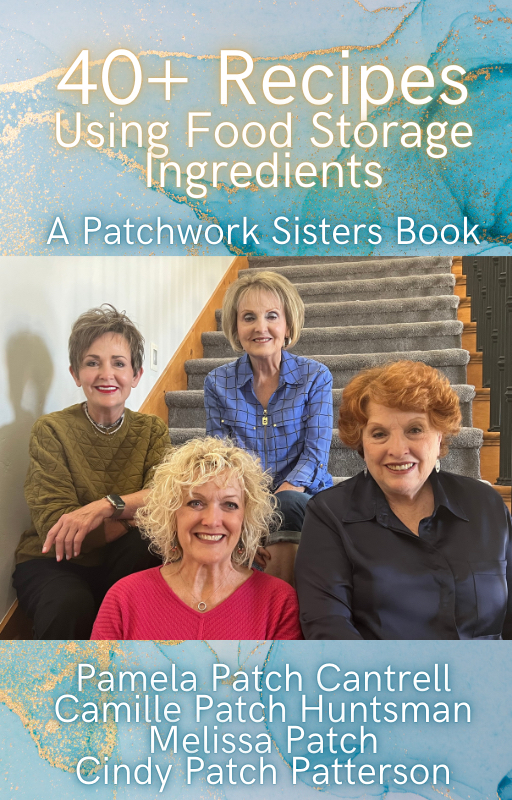 40+ Recipes
Using Food Storage
Ingredients
A Patchwork Sisters Book
Pamela Patch Cantrell
Camille Patch Huntsman
Melissa Patch
Cindy Patch Patterson